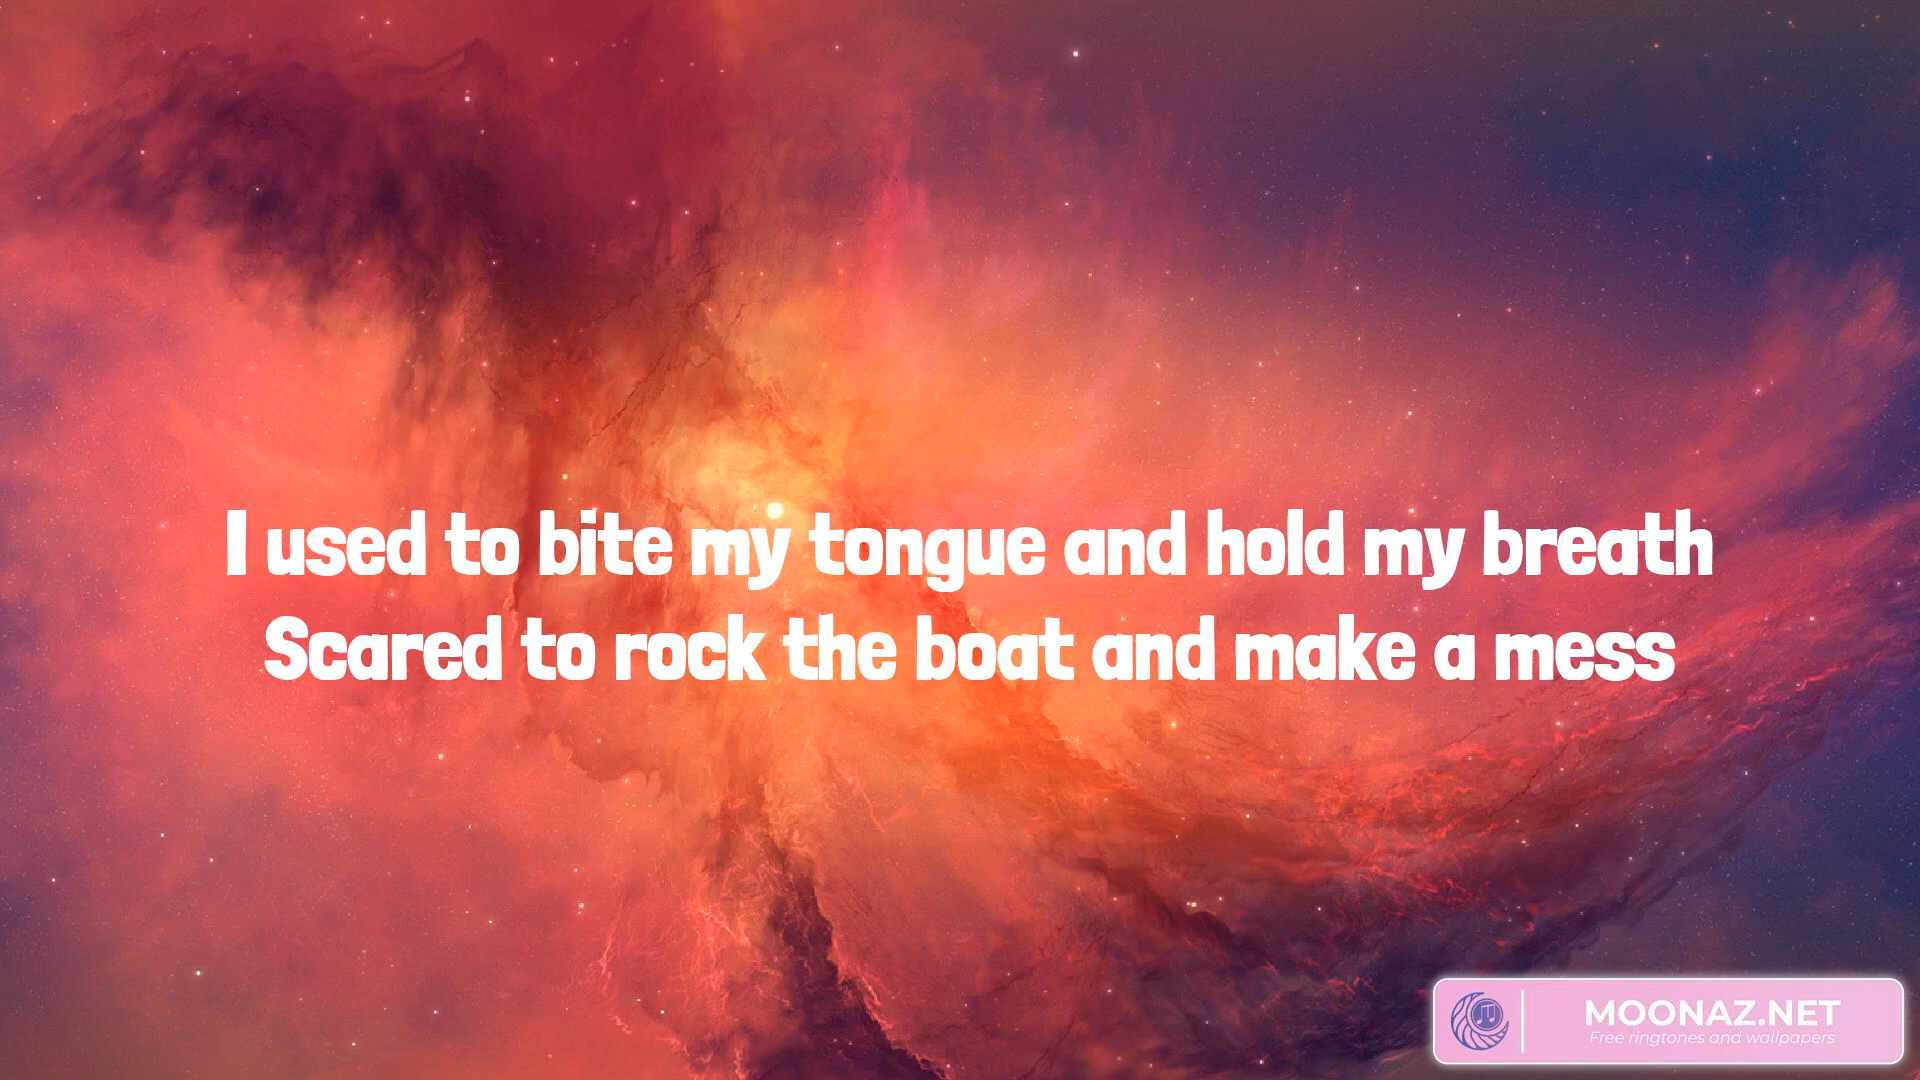 I used to bite my tongue and hold my breath
Scared to rock the boat and make a mess
MOONAZ.NET
Free ringtones and wallpapers